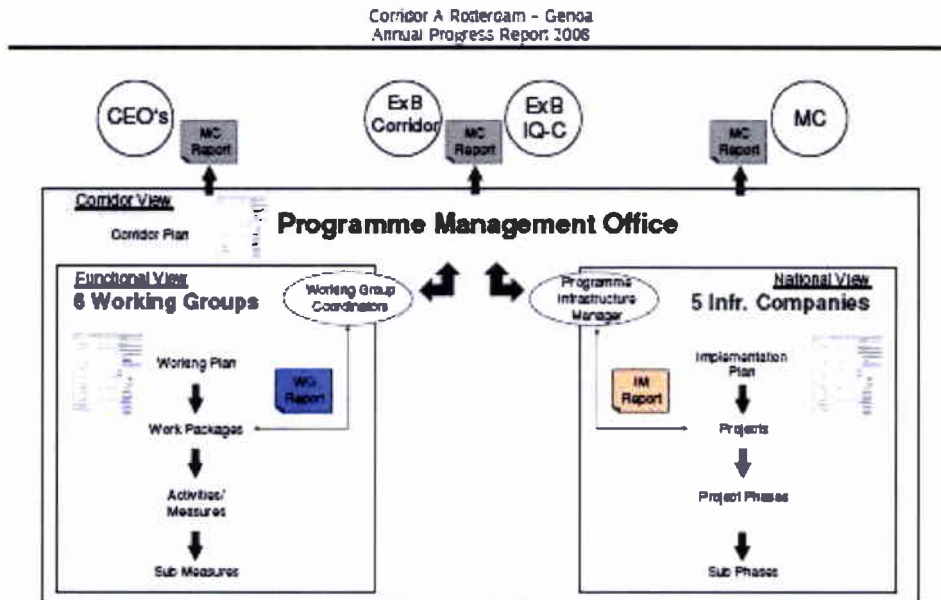 Corridor A Rotterdam – Genoa
Annual Progress Report 2008
CEO's
MC
Report
ExB
Corridor
MC
Report
ExB
IQ-C
MC
Report
MC
Corridor View
Corridor Plan
Programme Management Office
Functional View
6 Working Groups
Working Group
Coordinators
Programme
Infrastructure
Manager
National View
5 Infr. Companies
Working Plan
WG
Report
Work Packages
Activities/
Measures
Sub Measures
Implementation
Plan
IM
Report
Projects
Project Phases
Sub Phases